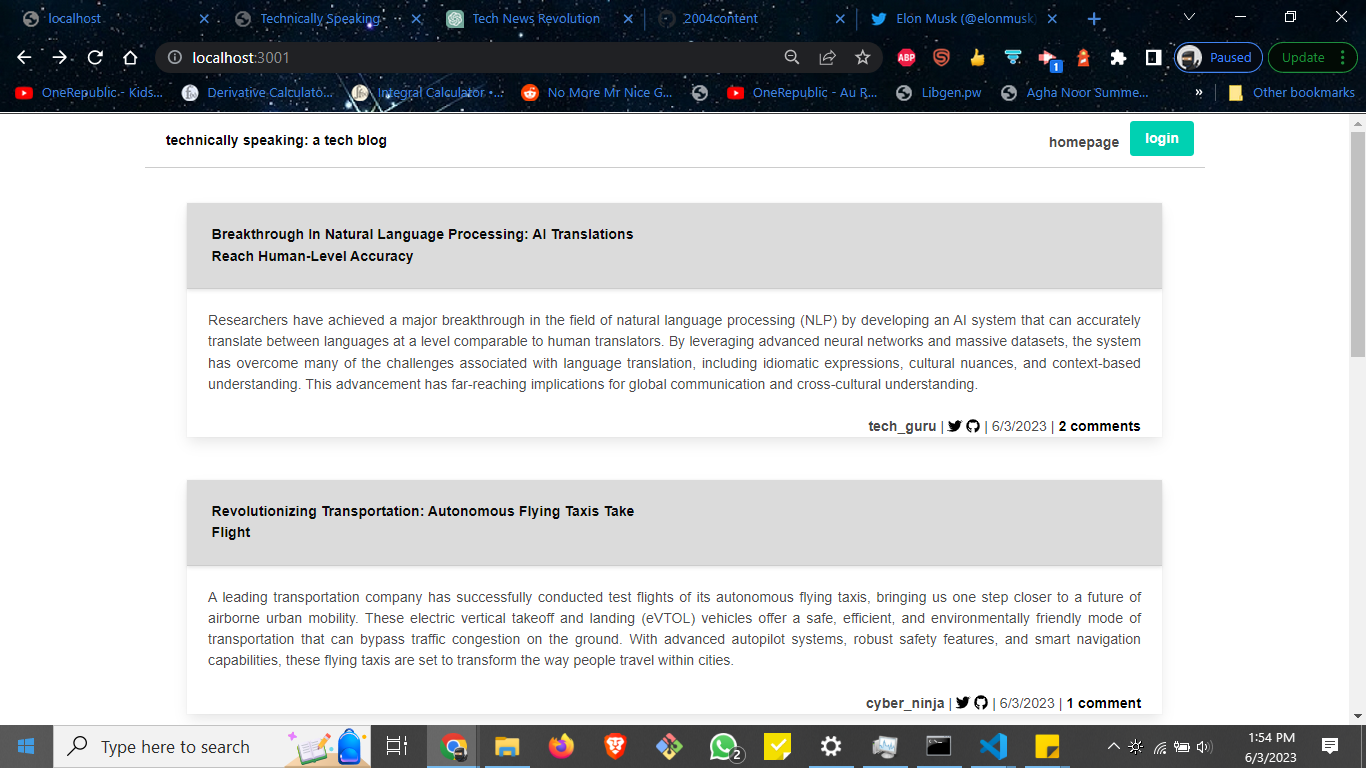 localhost
Technically Speaking
Tech News Revolution
2004content
Elon Musk (@elonmusk
localhost:3001
ABP
1
Paused
Update
OneRepublic - Kids...
Derivative Calculato...
Integral Calculator -...
No More Mr Nice G...
OneRepublic - Au R...
Libgen.pw
Agha Noor Summe...
»
Other bookmarks
technically speaking: a tech blog
homepage
login
Breakthrough In Natural Language Processing: AI Translations
Reach Human-Level Accuracy
Researchers have achieved a major breakthrough in the field of natural language processing (NLP) by developing an AI system that can accurately
translate between languages at a level comparable to human translators. By leveraging advanced neural networks and massive datasets, the system
has overcome many of the challenges associated with language translation, including idiomatic expressions, cultural nuances, and context-based
understanding. This advancement has far-reaching implications for global communication and cross-cultural understanding.
tech_guru | | 6/3/2023 | 2 comments
Revolutionizing Transportation: Autonomous Flying Taxis Take
Flight
A leading transportation company has successfully conducted test flights of its autonomous flying taxis, bringing us one step closer to a future of
airborne urban mobility. These electric vertical takeoff and landing (eVTOL) vehicles offer a safe, efficient, and environmentally friendly mode of
transportation that can bypass traffic congestion on the ground. With advanced autopilot systems, robust safety features, and smart navigation
capabilities, these flying taxis are set to transform the way people travel within cities.
cyber_ninja | | 6/3/2023 | 1 comment
Type here to search
2
1:54 PM
6/3/2023